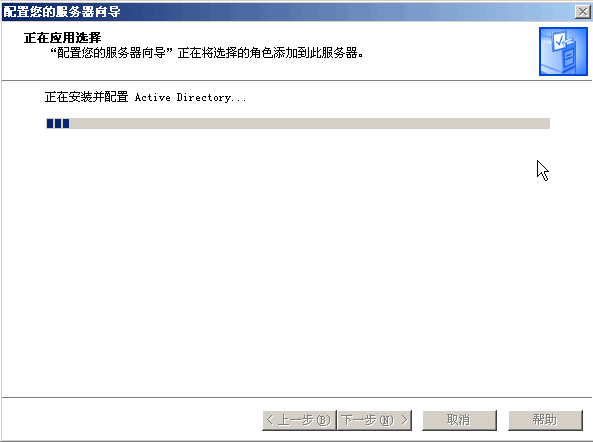 配置您的服务器向导
正在应用选择
“配置您的服务器向导”正在将选择的角色添加到此服务器。
正在安装并配置 Active Directory...
< 上一步(B) 下一步(N) > 取消 帮助